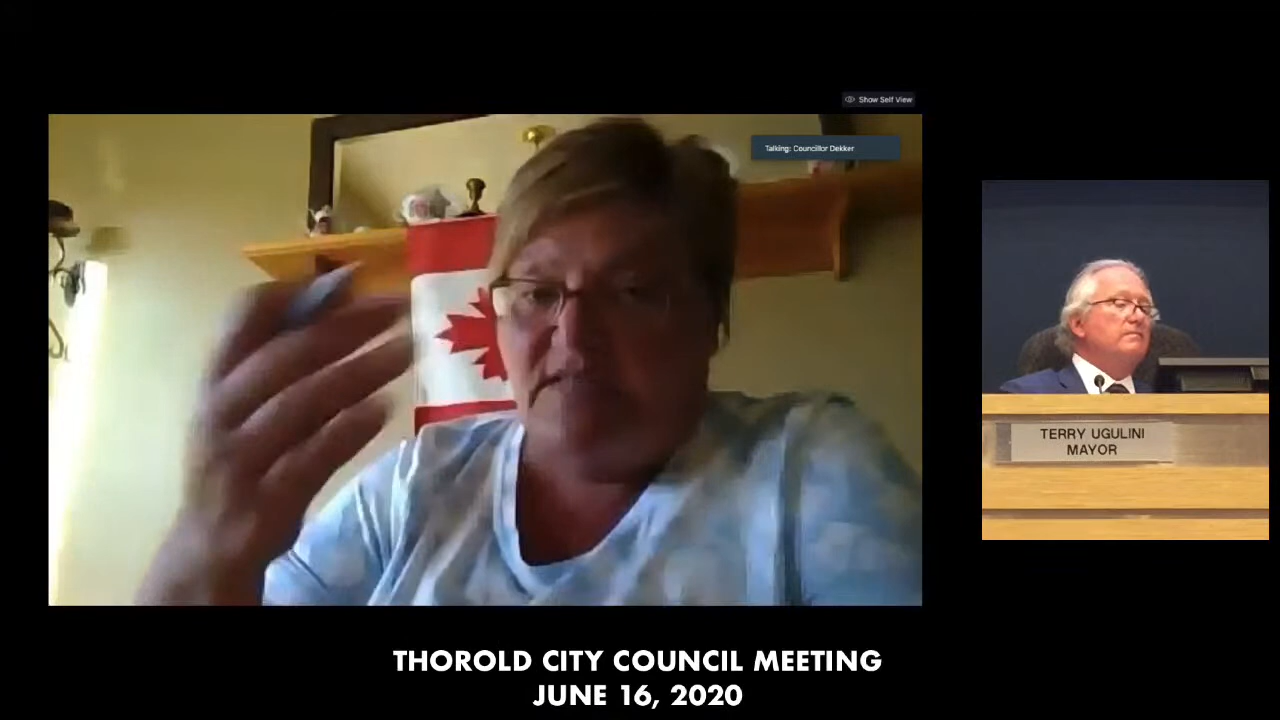 Show Self View
Talking: Councillor Dekker
TERRY UGULINI
MAYOR
THOROLD CITY COUNCIL MEETING
JUNE 16, 2020